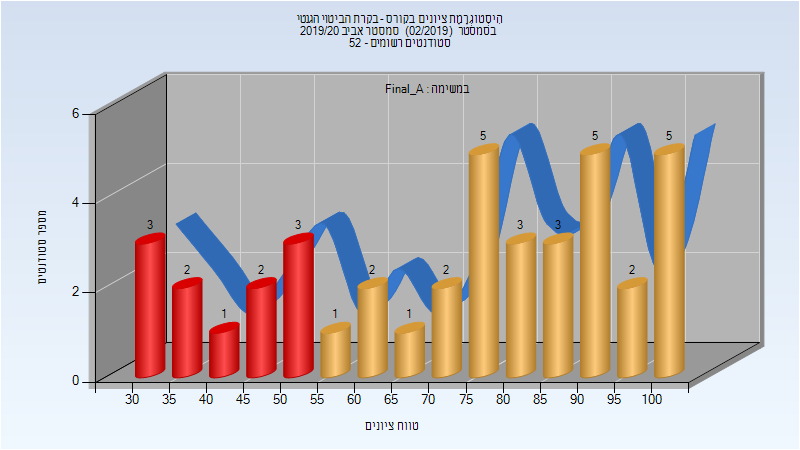 היסטוגרמת ציונים בקורס - בקרת הביטוי הגנטי
בסמסטר (02/2019) סמסטר אביב 2019/20
סטודנטים רשומים - 52
במשימה : Final_A
מספר סטודנטים
6
4
2
0
3
2
1
2
3
1
2
1
2
5
3
3
5
2
5
30 35 40 45 50 55 60 65 70 75 80 85 90 95 100
טווח ציונים